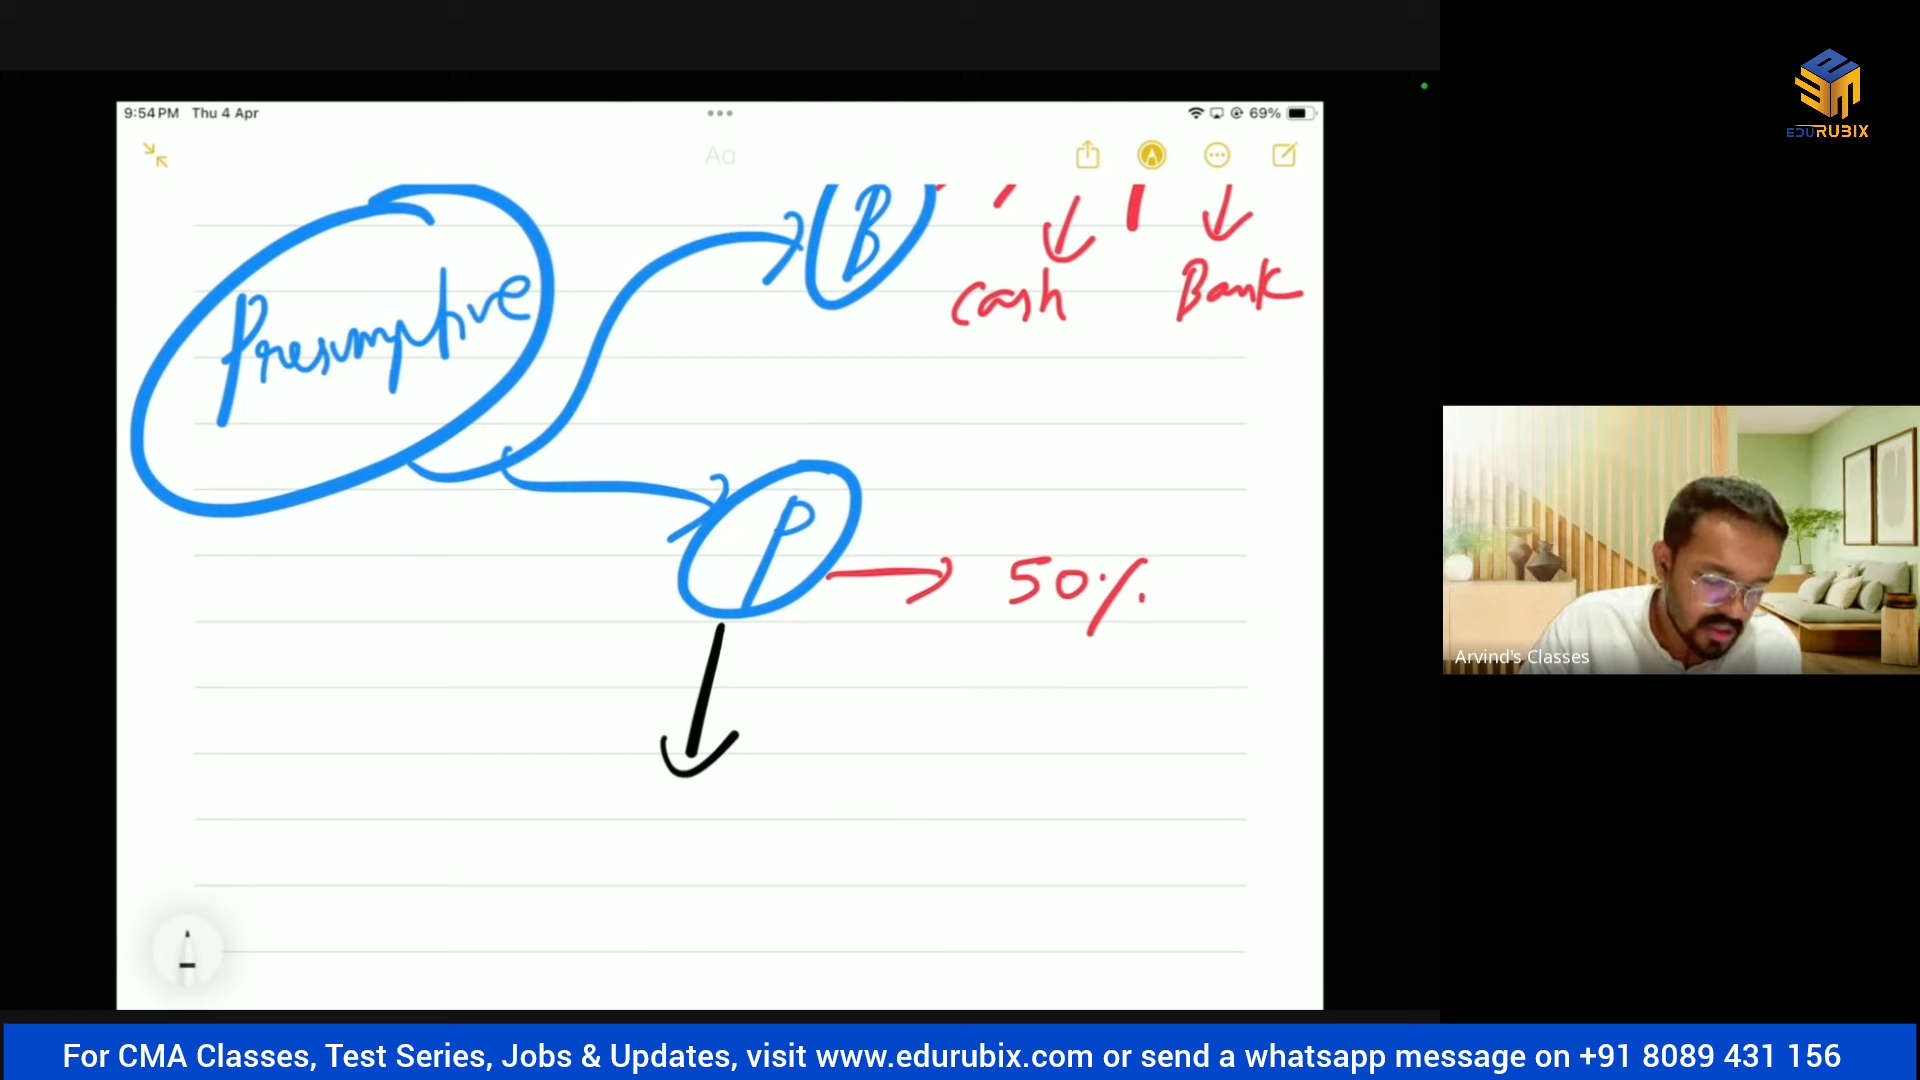 9:54 PM Thu 4 Apr
69%
Aa
EDURUBIX
B
cash
Bank
Presumptive
P
50%
Arvind's Classes
For CMA Classes, Test Series, Jobs & Updates, visit www.edurubix.com or send a whatsapp message on +91 8089 431 156